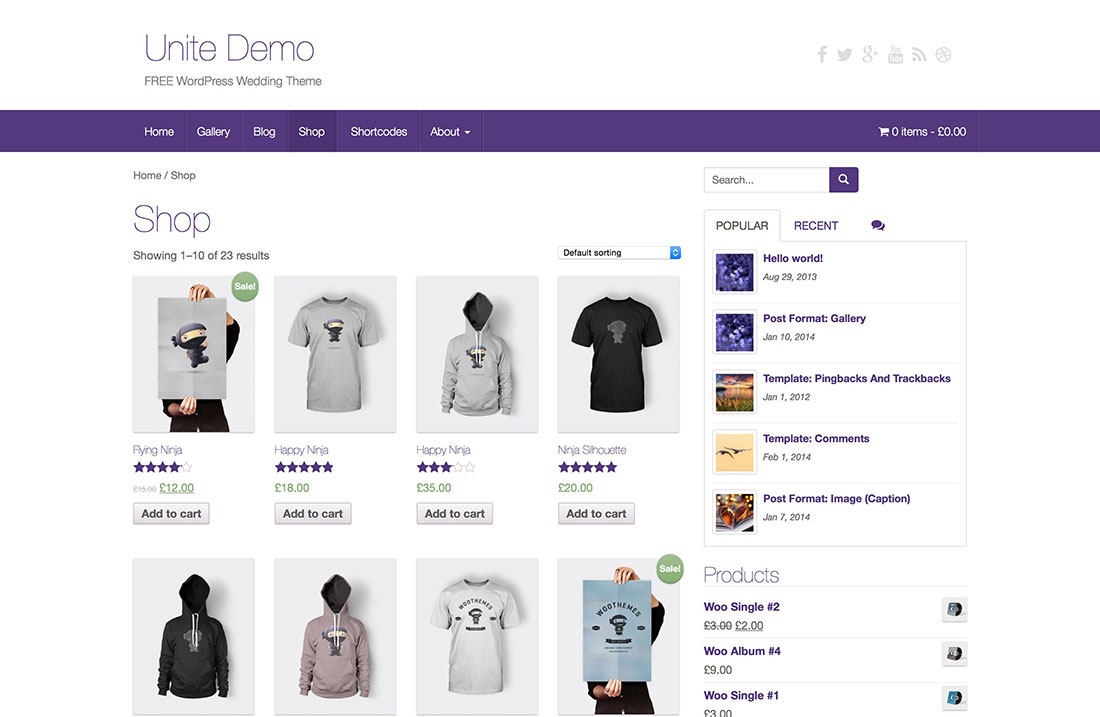 Unite Demo
FREE WordPress Wedding Theme
Home Gallery Blog Shop Shortcodes About 0 items - £0.00
Home / Shop
Shop
Showing 1–10 of 23 results
Default sorting
Sale!
Flying Ninja
£15.00 £12.00
Add to cart
Happy Ninja
£18.00
Add to cart
Happy Ninja
£35.00
Add to cart
Ninja Silhouette
£20.00
Add to cart
WOOTHEMES
Sale!
WOOTHEMES
Search...
POPULAR RECENT
Hello world!
Aug 29, 2013
Post Format: Gallery
Jan 10, 2014
Template: Pingbacks And Trackbacks
Jan 1, 2012
Template: Comments
Feb 1, 2014
Post Format: Image (Caption)
Jan 7, 2014
Products
Woo Single #2
£3.00 £2.00
Woo Album #4
£9.00
Woo Single #1
£3.00